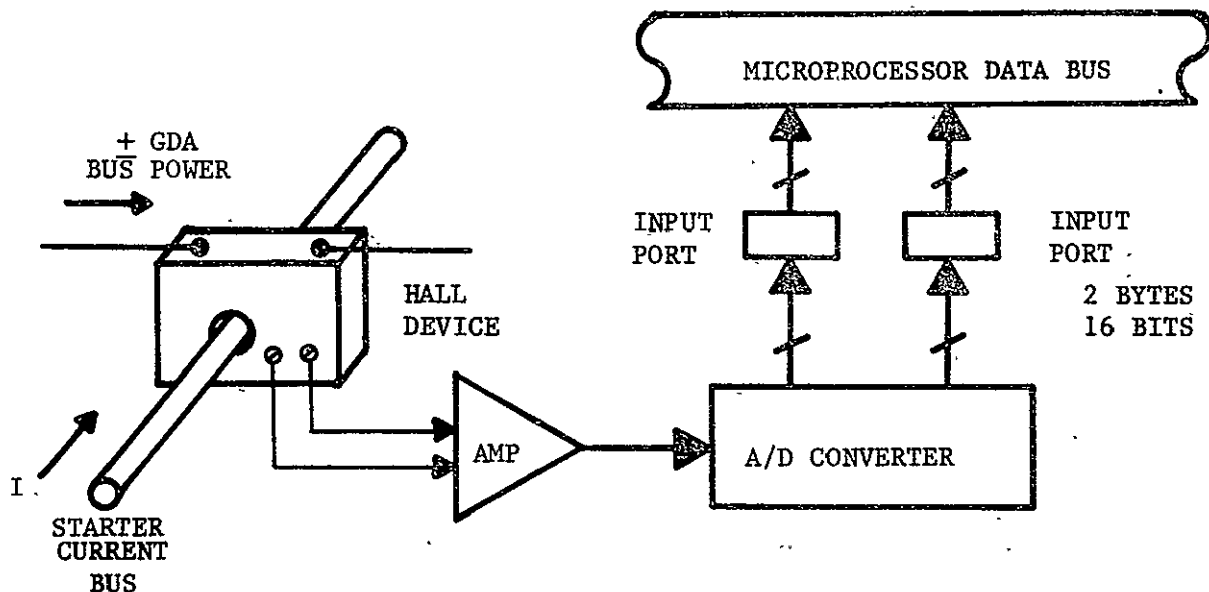 MICROPROCESSOR DATA BUS
+ GDA
BUS POWER
INPUT
PORT
INPUT
PORT
2 BYTES
16 BITS
HALL
DEVICE
AMP
A/D CONVERTER
I
STARTER
CURRENT
BUS